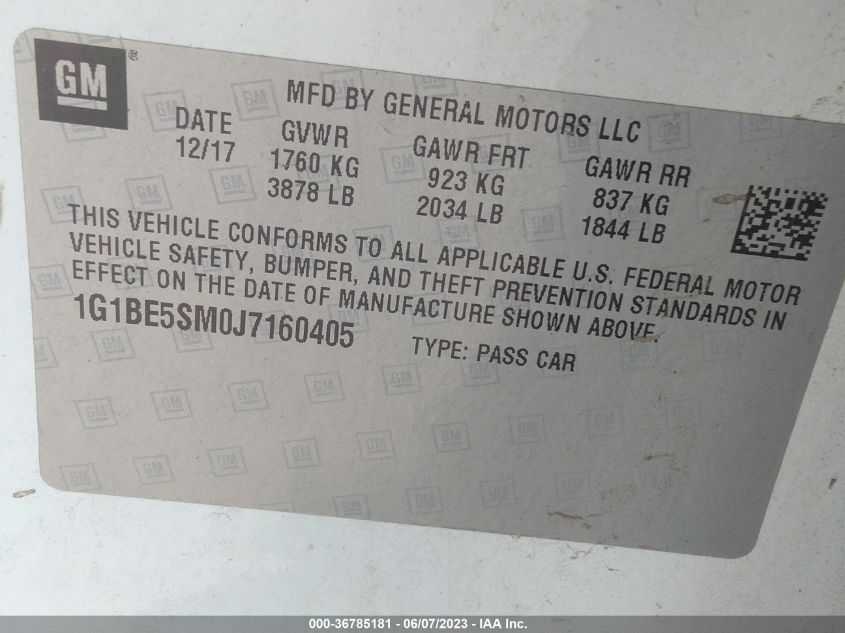 GM®
MFD BY GENERAL MOTORS LLC
DATE GVWR GAWR FRT GAWR RR
12/17 1760 KG 923 KG 837 KG
3878 LB 2034 LB 1844 LB
THIS VEHICLE CONFORMS TO ALL APPLICABLE U.S. FEDERAL MOTOR
VEHICLE SAFETY, BUMPER, AND THEFT PREVENTION STANDARDS IN
EFFECT ON THE DATE OF MANUFACTURE SHOWN ABOVE.
1G1BE5SM0J7160405 TYPE: PASS CAR
000-36785181 - 06/07/2023 - IAA Inc.